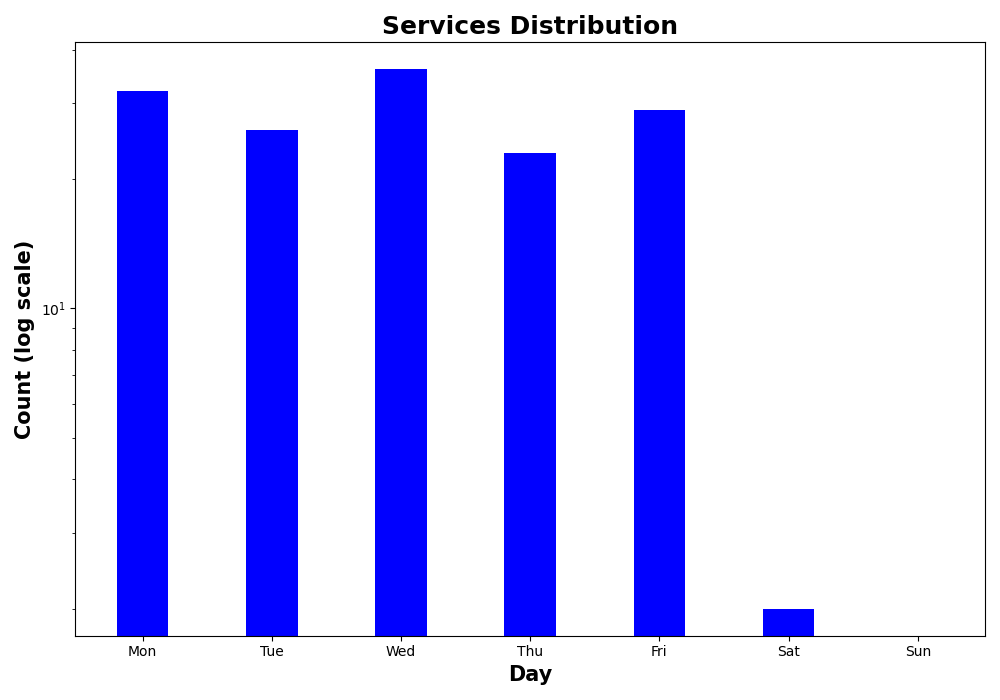 Services Distribution
Count (log scale)
10¹
Mon Tue Wed Thu Fri Sat Sun
Day